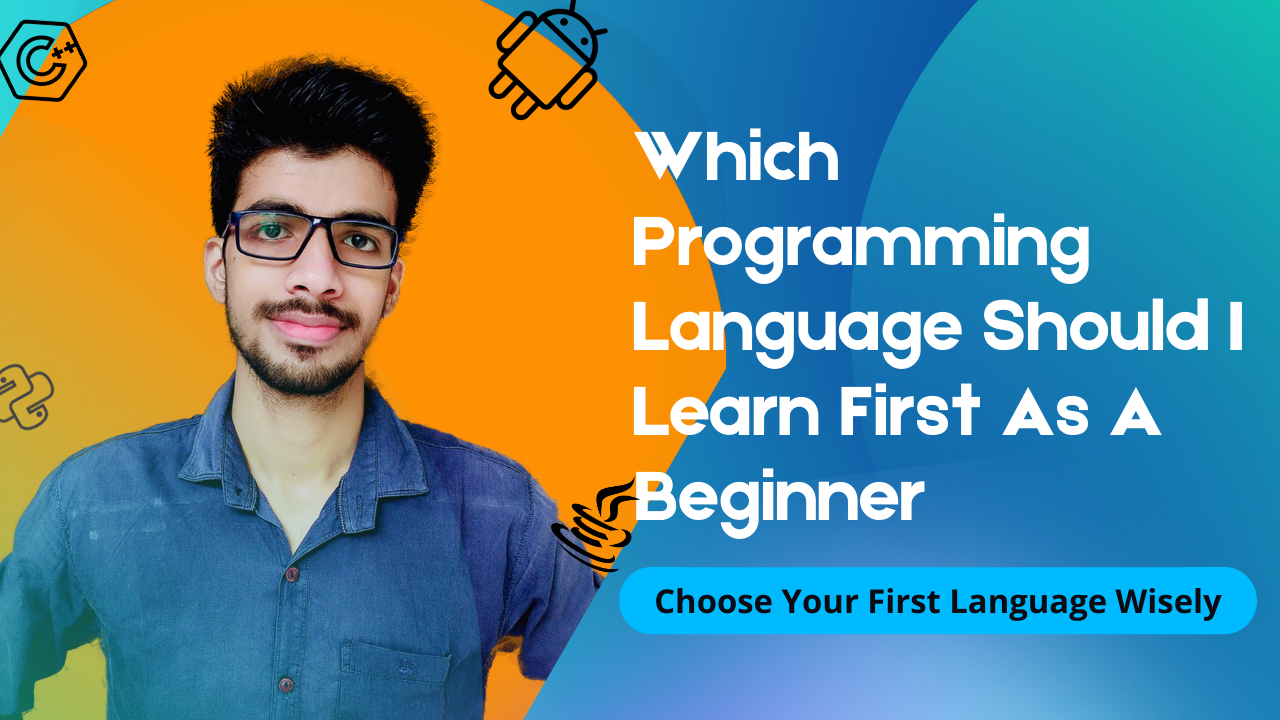 C++
Which
Programming
Language Should I
Learn First As A
Beginner
Choose Your First Language Wisely